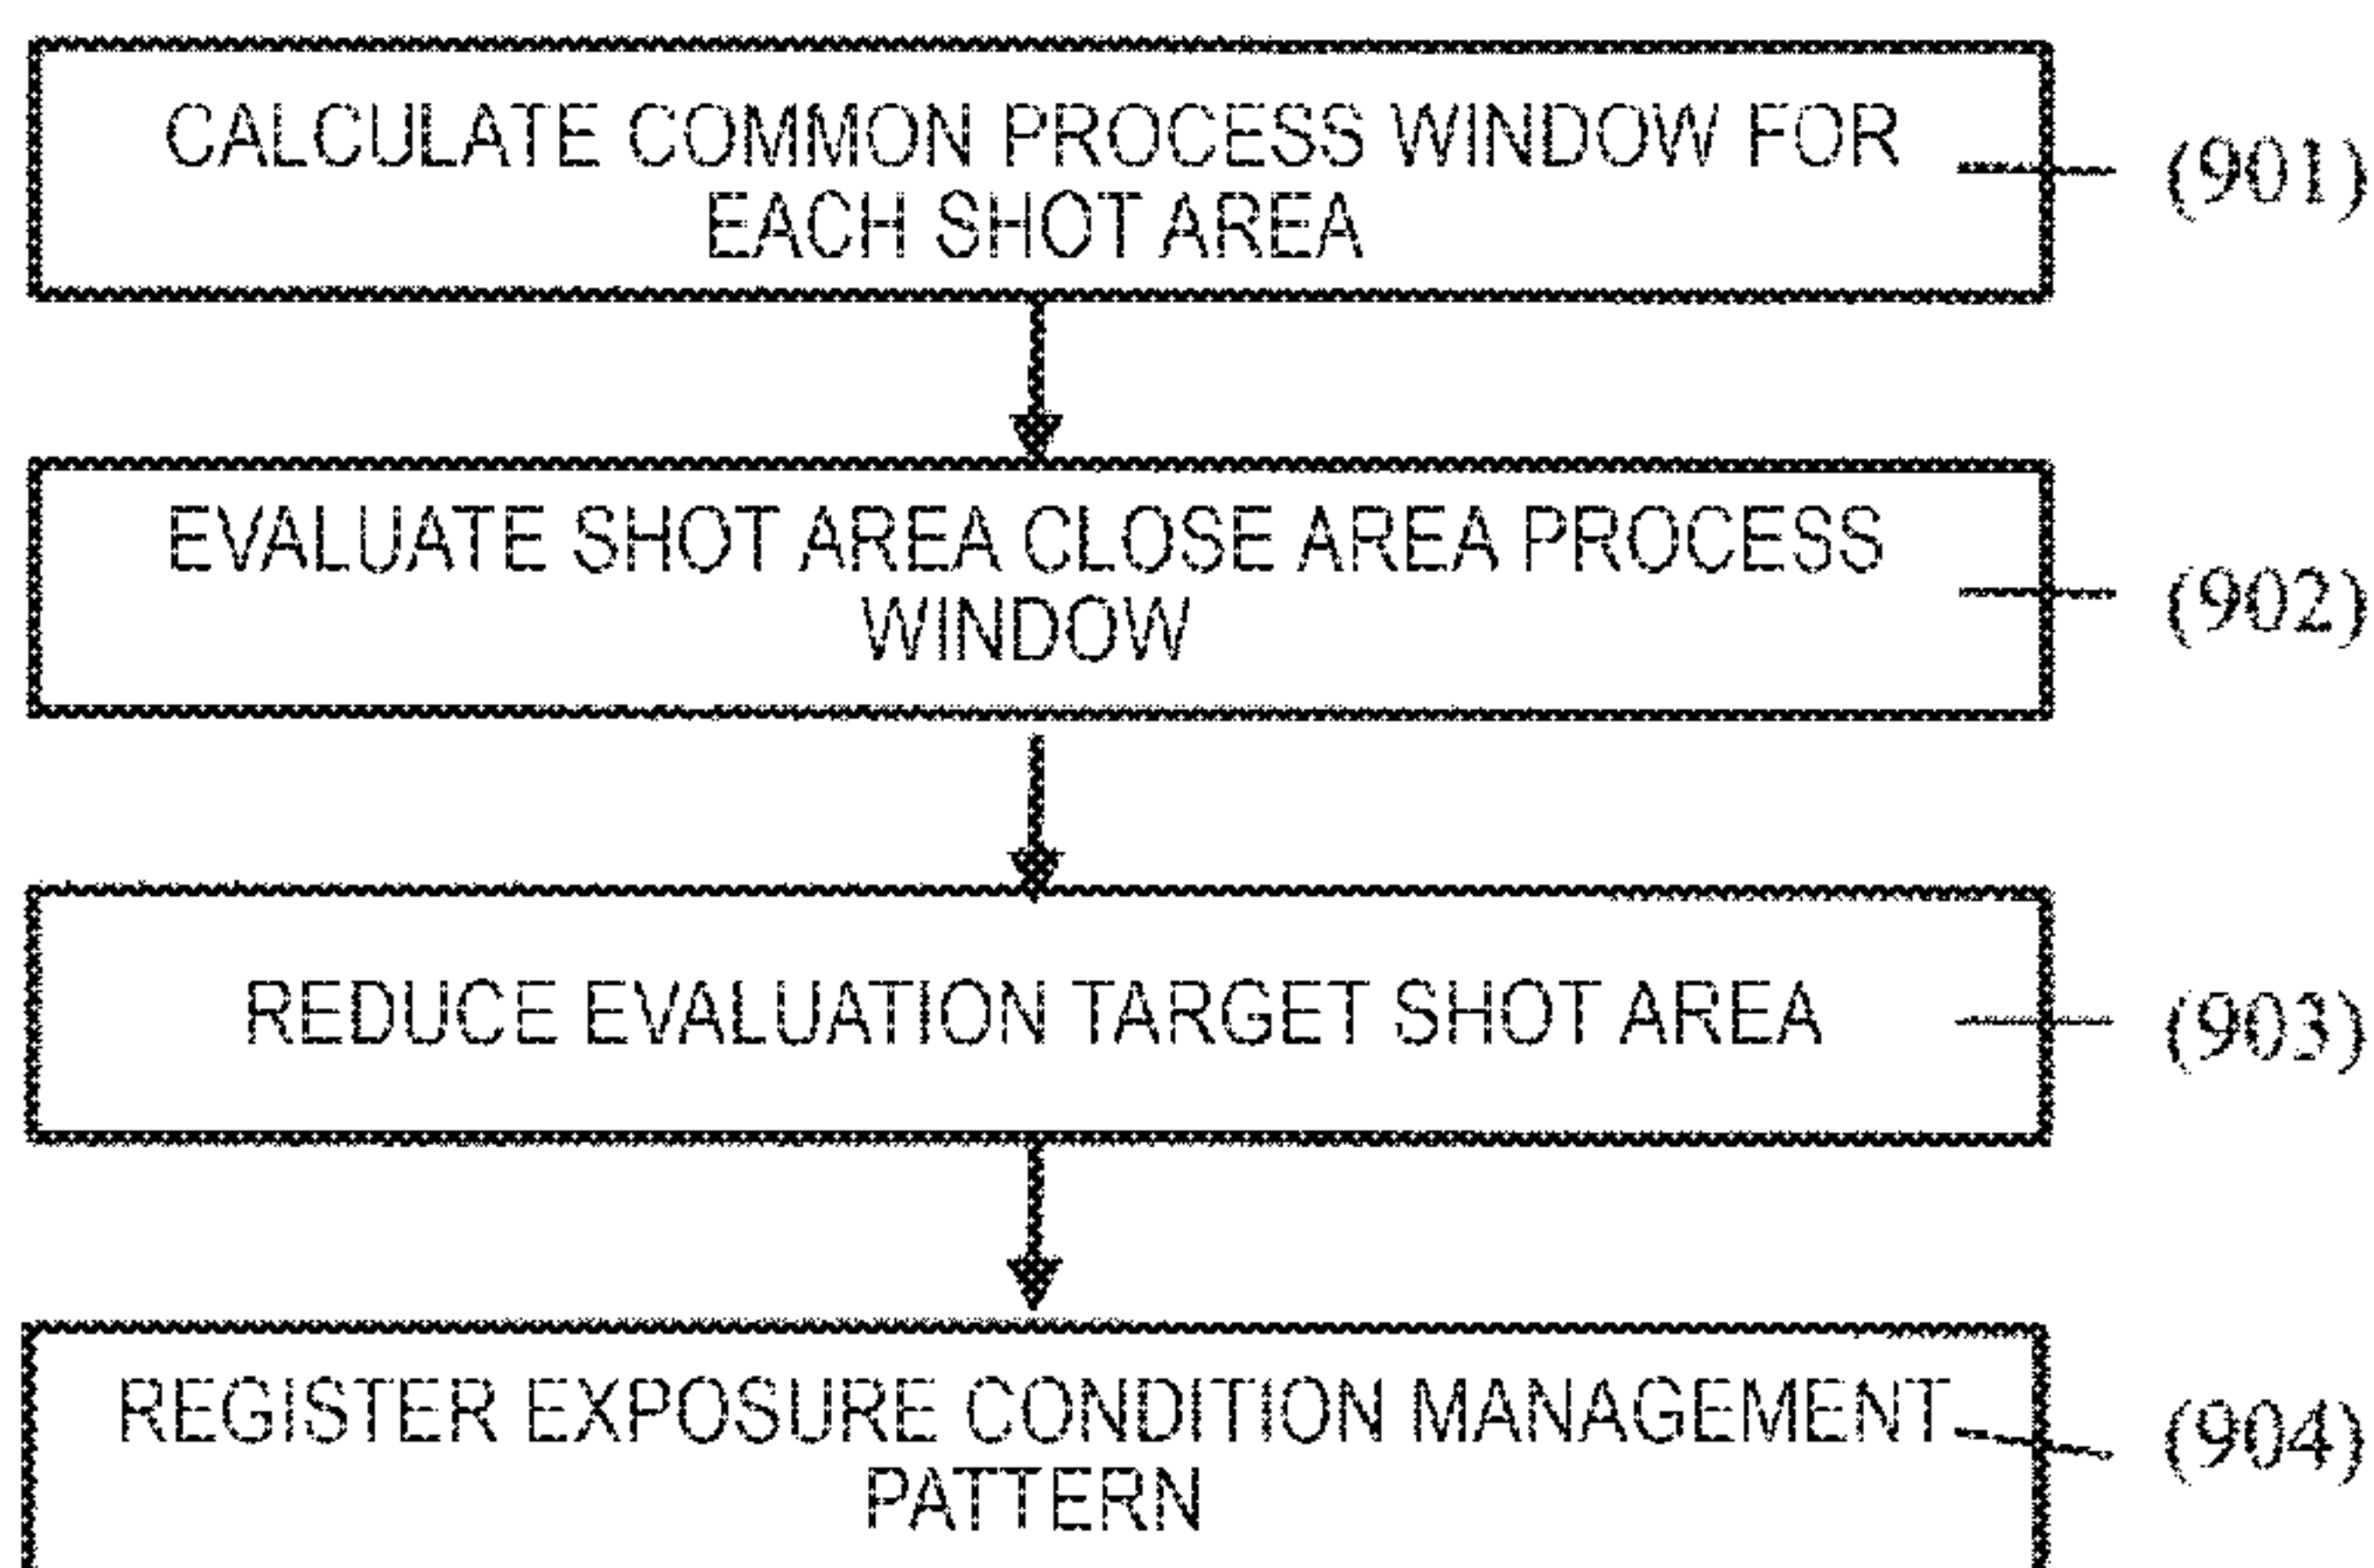 CALCULATE COMMON PROCESS WINDOW FOR
EACH SHOT AREA
(901)
EVALUATE SHOT AREA CLOSE AREA PROCESS
WINDOW
(902)
REDUCE EVALUATION TARGET SHOT AREA
(903)
REGISTER EXPOSURE CONDITION MANAGEMENT
PATTERN
(904)